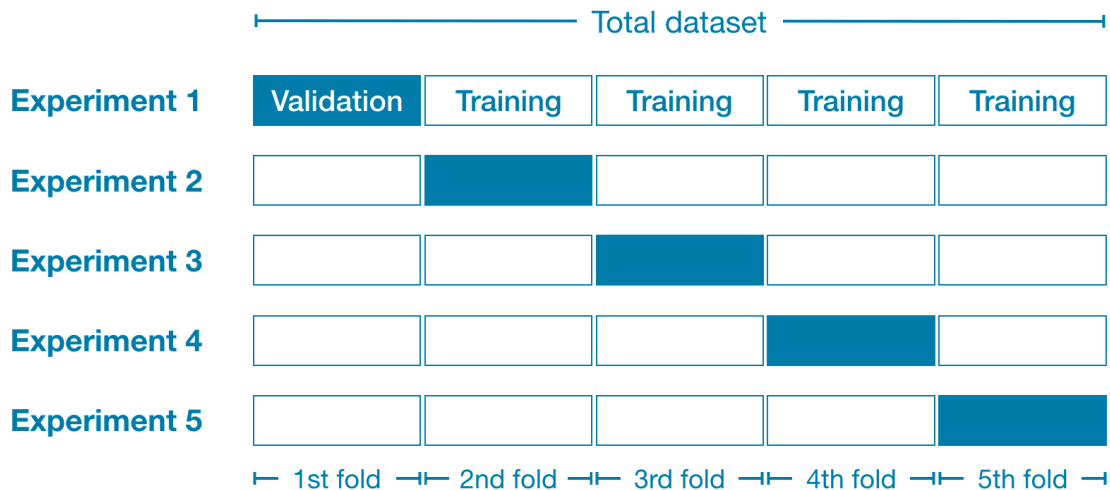 Total dataset
Experiment 1 Validation Training Training Training Training
Experiment 2
Experiment 3
Experiment 4
Experiment 5
1st fold 2nd fold 3rd fold 4th fold 5th fold